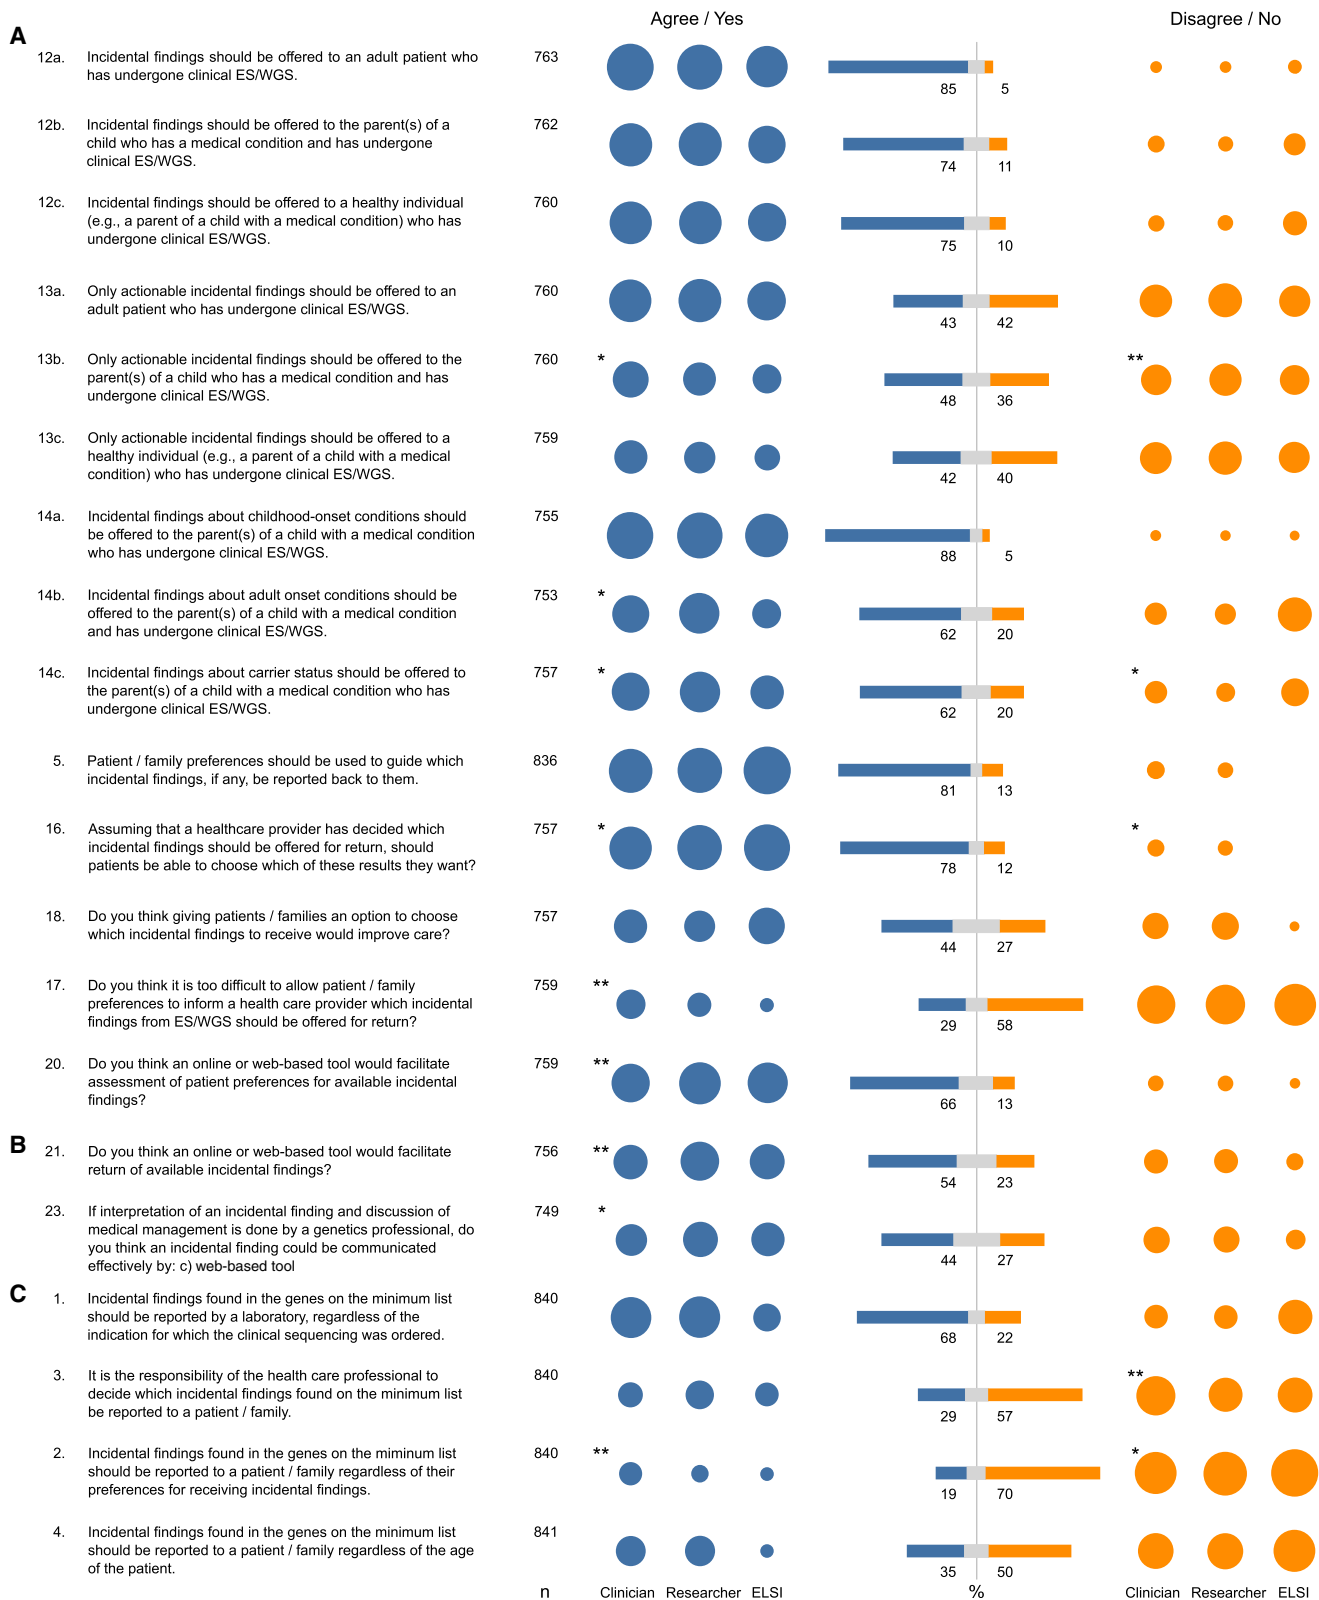 Agree / Yes
Disagree / No
A
12a. Incidental findings should be offered to an adult patient who 763
has undergone clinical ES/WGS.
85 5
12b. Incidental findings should be offered to the parent(s) of a 762
child who has a medical condition and has undergone
clinical ES/WGS.
74 11
12c. Incidental findings should be offered to a healthy individual 760
(e.g., a parent of a child with a medical condition) who has
undergone clinical ES/WGS.
75 10
13a. Only actionable incidental findings should be offered to an 760
adult patient who has undergone clinical ES/WGS.
43 42
13b. Only actionable incidental findings should be offered to the 760 * **
parent(s) of a child who has a medical condition and has
undergone clinical ES/WGS.
48 36
13c. Only actionable incidental findings should be offered to a 759
healthy individual (e.g., a parent of a child with a medical
condition) who has undergone clinical ES/WGS.
42 40
14a. Incidental findings about childhood-onset conditions should 755
be offered to the parent(s) of a child with a medical condition
who has undergone clinical ES/WGS.
88 5
14b. Incidental findings about adult onset conditions should be 753 *
offered to the parent(s) of a child with a medical condition
and has undergone clinical ES/WGS.
62 20
14c. Incidental findings about carrier status should be offered to 757 * *
the parent(s) of a child with a medical condition who has
undergone clinical ES/WGS.
62 20
5. Patient / family preferences should be used to guide which 836
incidental findings, if any, be reported back to them.
81 13
16. Assuming that a healthcare provider has decided which 757 * *
incidental findings should be offered for return, should
patients be able to choose which of these results they want?
78 12
18. Do you think giving patients / families an option to choose 757
which incidental findings to receive would improve care?
44 27
17. Do you think it is too difficult to allow patient / family 759 **
preferences to inform a health care provider which incidental
findings from ES/WGS should be offered for return?
29 58
20. Do you think an online or web-based tool would facilitate 759 **
assessment of patient preferences for available incidental
findings?
66 13
B
21. Do you think an online or web-based tool would facilitate 756 **
return of available incidental findings?
54 23
23. If interpretation of an incidental finding and discussion of 749 *
medical management is done by a genetics professional, do
you think an incidental finding could be communicated
effectively by: c) web-based tool
44 27
C
1. Incidental findings found in the genes on the minimum list 840
should be reported by a laboratory, regardless of the
indication for which the clinical sequencing was ordered.
68 22
3. It is the responsibility of the health care professional to 840 **
decide which incidental findings found on the minimum list
be reported to a patient / family.
29 57
2. Incidental findings found in the genes on the miminum list 840 ** *
should be reported to a patient / family regardless of their
preferences for receiving incidental findings.
19 70
4. Incidental findings found in the genes on the minimum list 841
should be reported to a patient / family regardless of the age
of the patient.
35 50
n Clinician Researcher ELSI % Clinician Researcher ELSI